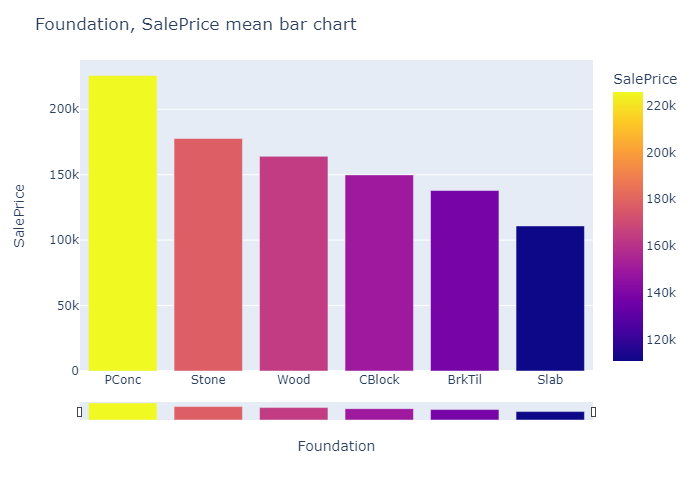 Foundation, SalePrice mean bar chart
SalePrice
200k
150k
100k
50k
0
PConc Stone Wood CBlock BrkTil Slab
Foundation
SalePrice
220k
200k
180k
160k
140k
120k